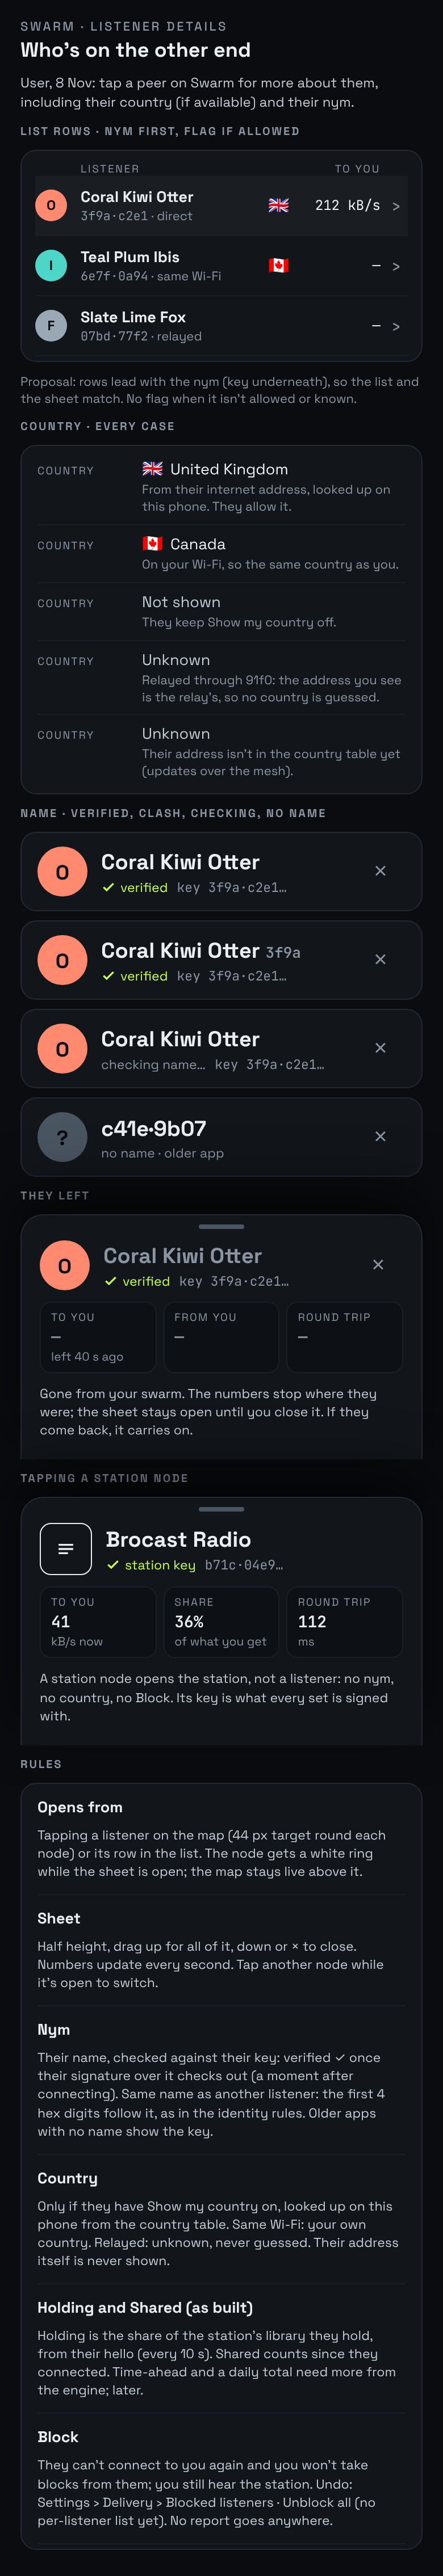 SWARM · LISTENER DETAILS
Who's on the other end
User, 8 Nov: tap a peer on Swarm for more about them,
including their country (if available) and their nym.
LIST ROWS · NYM FIRST, FLAG IF ALLOWED
LISTENER TO YOU
O Coral Kiwi Otter 212 kB/s >
3f9a·c2e1 · direct
I Teal Plum Ibis — >
6e7f·0a94 · same Wi-Fi
F Slate Lime Fox — >
07bd·77f2 · relayed
Proposal: rows lead with the nym (key underneath), so the list and
the sheet match. No flag when it isn't allowed or known.
COUNTRY · EVERY CASE
COUNTRY United Kingdom
From their internet address, looked up on
this phone. They allow it.
COUNTRY Canada
On your Wi-Fi, so the same country as you.
COUNTRY Not shown
They keep Show my country off.
COUNTRY Unknown
Relayed through 91f0: the address you see
is the relay's, so no country is guessed.
COUNTRY Unknown
Their address isn't in the country table yet
(updates over the mesh).
NAME · VERIFIED, CLASH, CHECKING, NO NAME
O Coral Kiwi Otter ×
✓ verified key 3f9a·c2e1…
O Coral Kiwi Otter 3f9a ×
✓ verified key 3f9a·c2e1…
O Coral Kiwi Otter ×
checking name… key 3f9a·c2e1…
? c41e·9b07 ×
no name · older app
THEY LEFT
O Coral Kiwi Otter ×
✓ verified key 3f9a·c2e1…
TO YOU FROM YOU ROUND TRIP
— — —
left 40 s ago
Gone from your swarm. The numbers stop where they
were; the sheet stays open until you close it. If they
come back, it carries on.
TAPPING A STATION NODE
Brocast Radio
✓ station key b71c·04e9…
TO YOU SHARE ROUND TRIP
41 36% 112
kB/s now of what you get ms
A station node opens the station, not a listener: no nym,
no country, no Block. Its key is what every set is signed
with.
RULES
Opens from
Tapping a listener on the map (44 px target round each
node) or its row in the list. The node gets a white ring
while the sheet is open; the map stays live above it.
Sheet
Half height, drag up for all of it, down or × to close.
Numbers update every second. Tap another node while
it's open to switch.
Nym
Their name, checked against their key: verified ✓ once
their signature over it checks out (a moment after
connecting). Same name as another listener: the first 4
hex digits follow it, as in the identity rules. Older apps
with no name show the key.
Country
Only if they have Show my country on, looked up on this
phone from the country table. Same Wi-Fi: your own
country. Relayed: unknown, never guessed. Their address
itself is never shown.
Holding and Shared (as built)
Holding is the share of the station's library they hold,
from their hello (every 10 s). Shared counts since they
connected. Time-ahead and a daily total need more from
the engine; later.
Block
They can't connect to you again and you won't take
blocks from them; you still hear the station. Undo:
Settings › Delivery › Blocked listeners · Unblock all (no
per-listener list yet). No report goes anywhere.